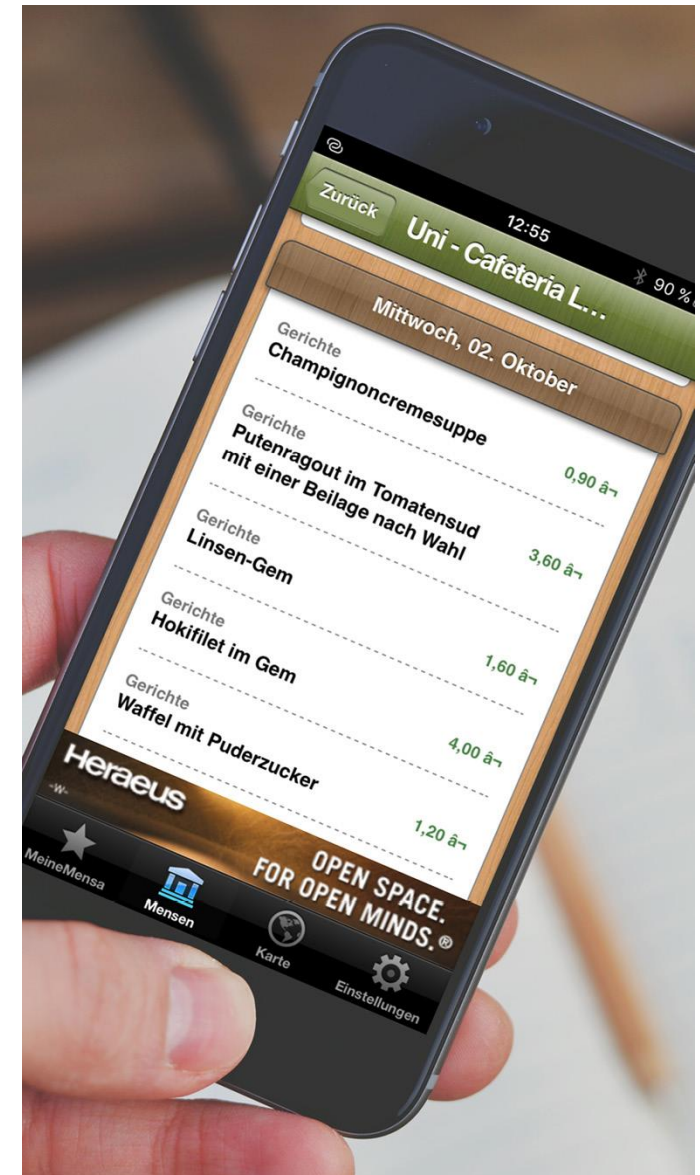 12:55
90 %
Zurück
Uni - Cafeteria L...
Mittwoch, 02. Oktober
Gerichte
Champignoncremesuppe
0,90 â¬
Gerichte
Putenragout im Tomatensud
mit einer Beilage nach Wahl
3,60 â¬
Gerichte
Linsen-Gem
1,60 â¬
Gerichte
Hokifilet im Gem
4,00 â¬
Gerichte
Waffel mit Puderzucker
1,20 â¬
Heraeus
-W-
OPEN SPACE.
FOR OPEN MINDS.®
MeineMensa
Mensen
Karte
Einstellungen